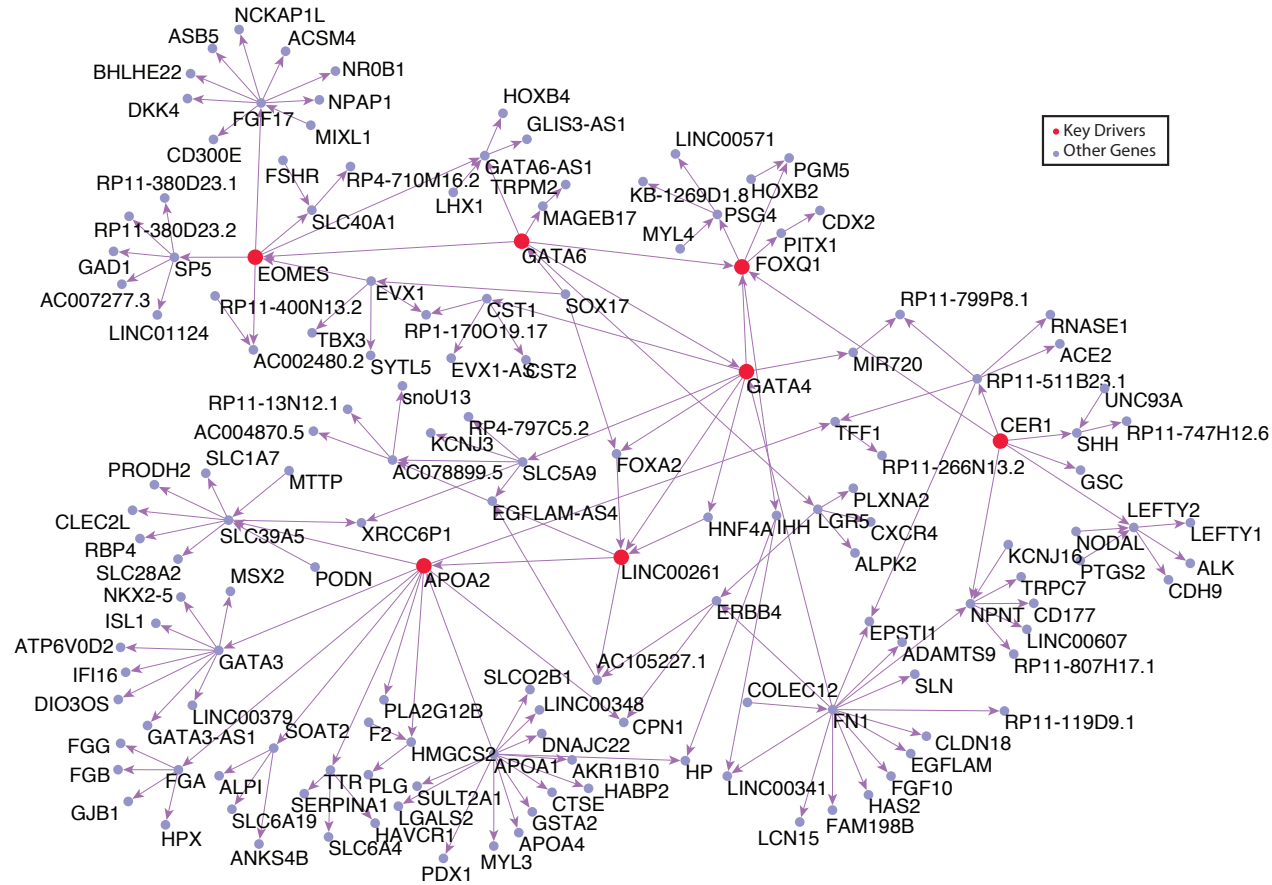 NCKAP1L
ASB5
ACSM4
BHLHE22
NR0B1
DKK4
NPAP1
FGF17
MIXL1
CD300E
HOXB4
GLIS3-AS1
LINC00571
Key Drivers
Other Genes
FSHR
RP4-710M16.2
GATA6-AS1
TRPM2
PGM5
RP11-380D23.1
LHX1
MAGEB17
KB-1269D1.8
HOXB2
SLC40A1
PSG4
CDX2
RP11-380D23.2
MYL4
PITX1
GATA6
FOXQ1
GAD1
SP5
EOMES
AC007277.3
RP11-400N13.2
EVX1
CST1
SOX17
RP11-799P8.1
LINC01124
TBX3
RP1-170O19.17
RNASE1
AC002480.2
SYTL5
EVX1-AS
CST2
MIR720
ACE2
RP11-511B23.1
GATA4
snoU13
UNC93A
RP11-13N12.1
RP4-797C5.2
TFF1
CER1
SHH
RP11-747H12.6
AC004870.5
KCNJ3
SLC1A7
AC078899.5
SLC5A9
FOXA2
RP11-266N13.2
PRODH2
MTTP
GSC
CLEC2L
EGFLAM-AS4
PLXNA2
LEFTY2
LEFTY1
SLC39A5
XRCC6P1
HNF4A
IHH
LGR5
CXCR4
NODAL
RBP4
KCNJ16
ALPK2
PTGS2
ALK
SLC28A2
PODN
APOA2
LINC00261
TRPC7
CDH9
MSX2
NKX2-5
ERBB4
NPNT
CD177
ISL1
EPSTI1
LINC00607
ATP6V0D2
GATA3
AC105227.1
ADAMTS9
RP11-807H17.1
IFI16
SLCO2B1
SLN
DIO3OS
COLEC12
LINC00379
PLA2G12B
LINC00348
RP11-119D9.1
GATA3-AS1
SOAT2
F2
CPN1
FN1
FGG
HMGCS2
DNAJC22
CLDN18
FGB
FGA
ALPI
TTR
PLG
APOA1
AKR1B10
HP
EGFLAM
GJB1
SERPINA1
SULT2A1
HABP2
LINC00341
FGF10
SLC6A19
LGALS2
CTSE
HAS2
HPX
HAVCR1
GSTA2
FAM198B
SLC6A4
APOA4
LCN15
ANKS4B
MYL3
PDX1